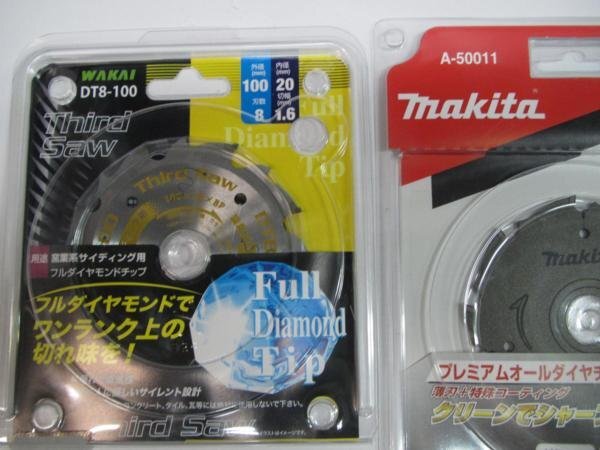 WAKAI
DT8-100
外径(mm) 100
内径(mm) 20
刃数 8
切幅(mm) 1.6
Third
Saw
Full
Diamond
Tip
Third Saw
用途 窯業系サイディング用
フルダイヤモンドチップ
フルダイヤモンドで
ワンランク上の
切れ味を!
Full
Diamond
Tip
しいサイレント設計
Third Saw
A-50011
makita
makita
プレミアムオールダイヤ
薄刃+特殊コーティング
クリーンでシャー